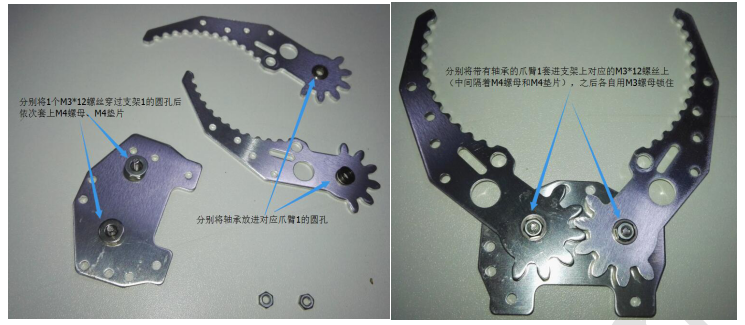 分别将1个M3*12螺丝穿过支架1的圆孔后
依次套上M4螺母、M4垫片
分别将轴承放进对应爪臂1的圆孔
分别将带有轴承的爪臂1套进支架上对应的M3*12螺丝上
（中间隔着M4螺母和M4垫片），之后各自用M3螺母锁住